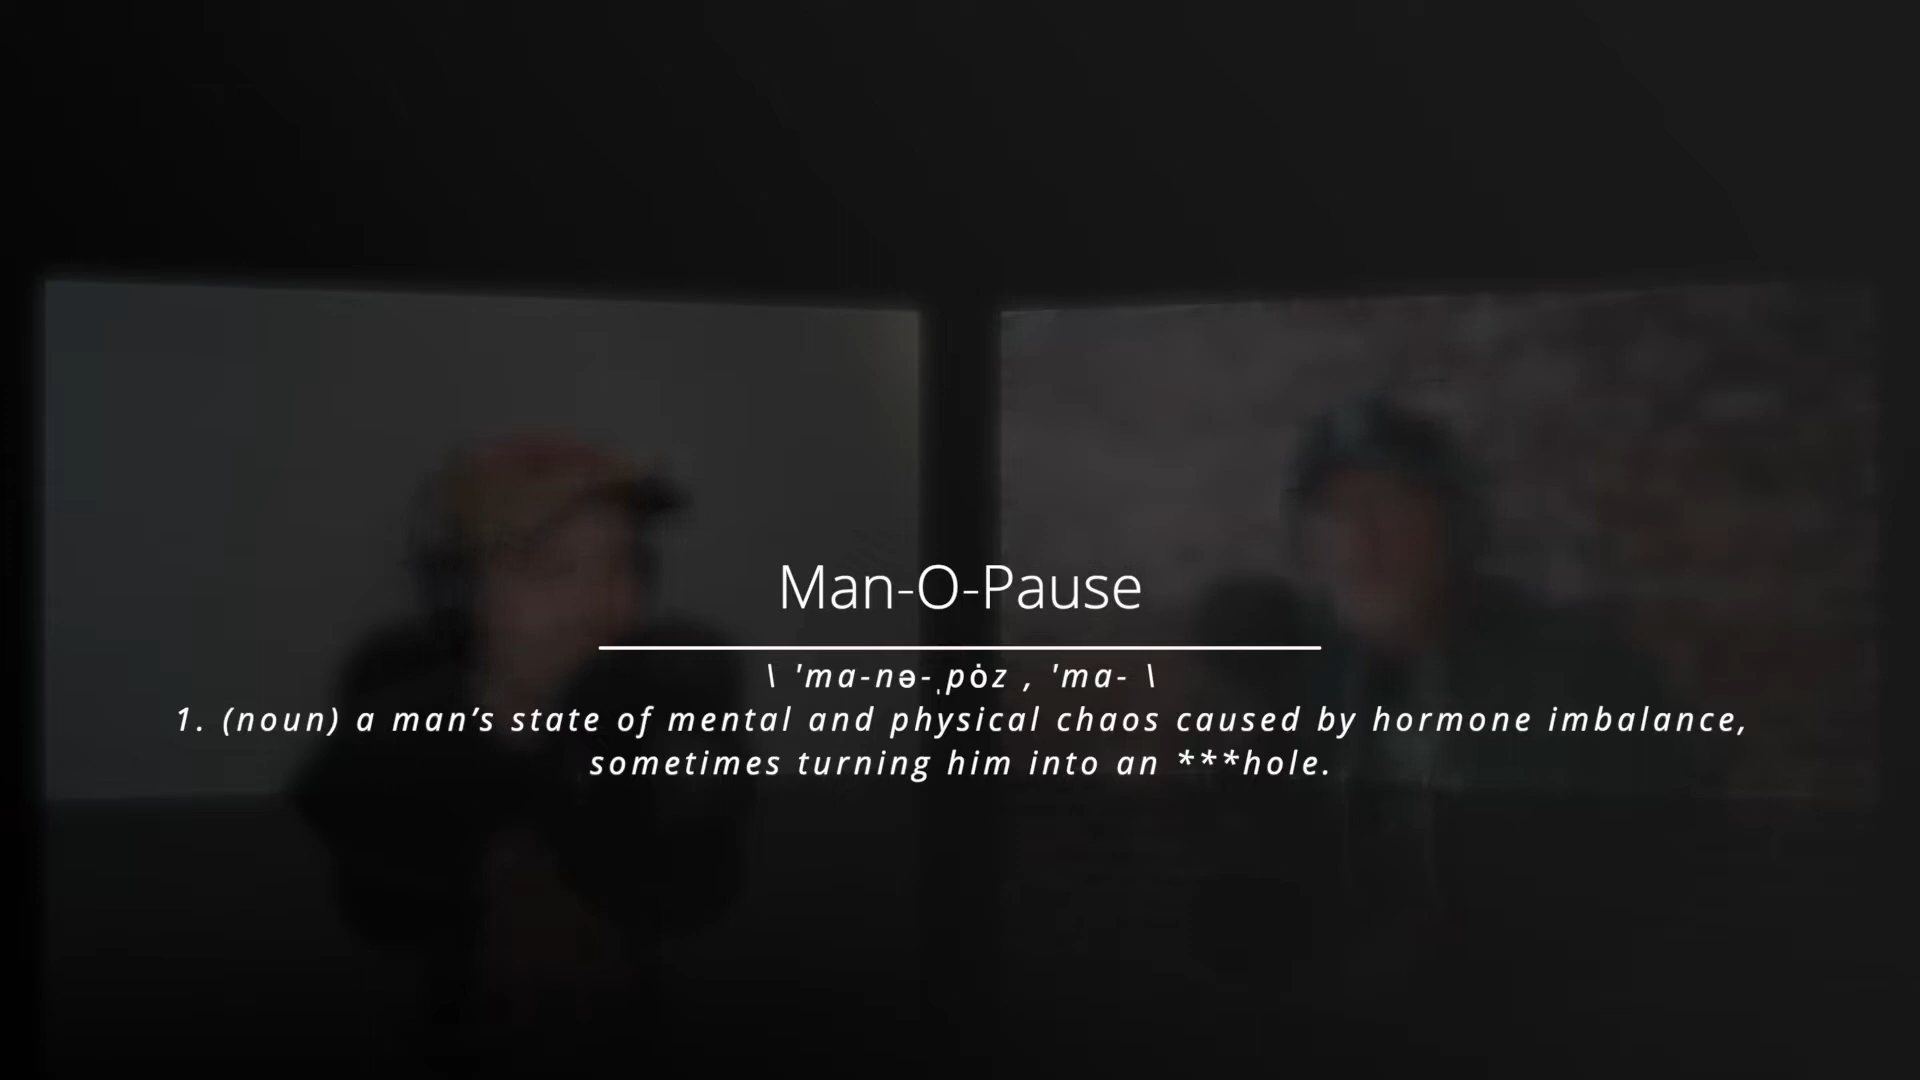 Man-O-Pause
\ 'ma-nə-ˌpȯz , 'ma- \
1. (noun) a man’s state of mental and physical chaos caused by hormone imbalance,
sometimes turning him into an ***hole.